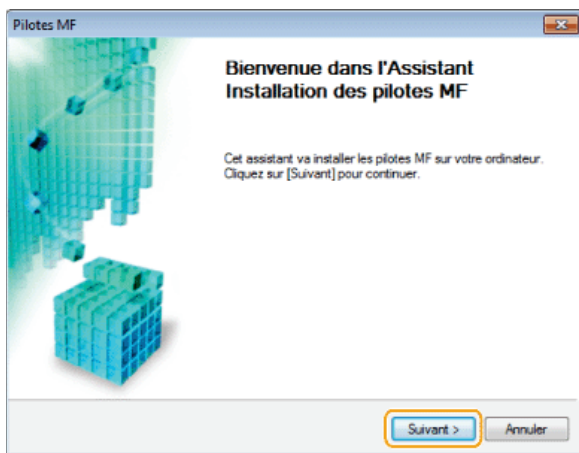 Pilotes MF
Bienvenue dans l'Assistant
Installation des pilotes MF
Cet assistant va installer les pilotes MF sur votre ordinateur.
Cliquez sur [Suivant] pour continuer.
Suivant >
Annuler